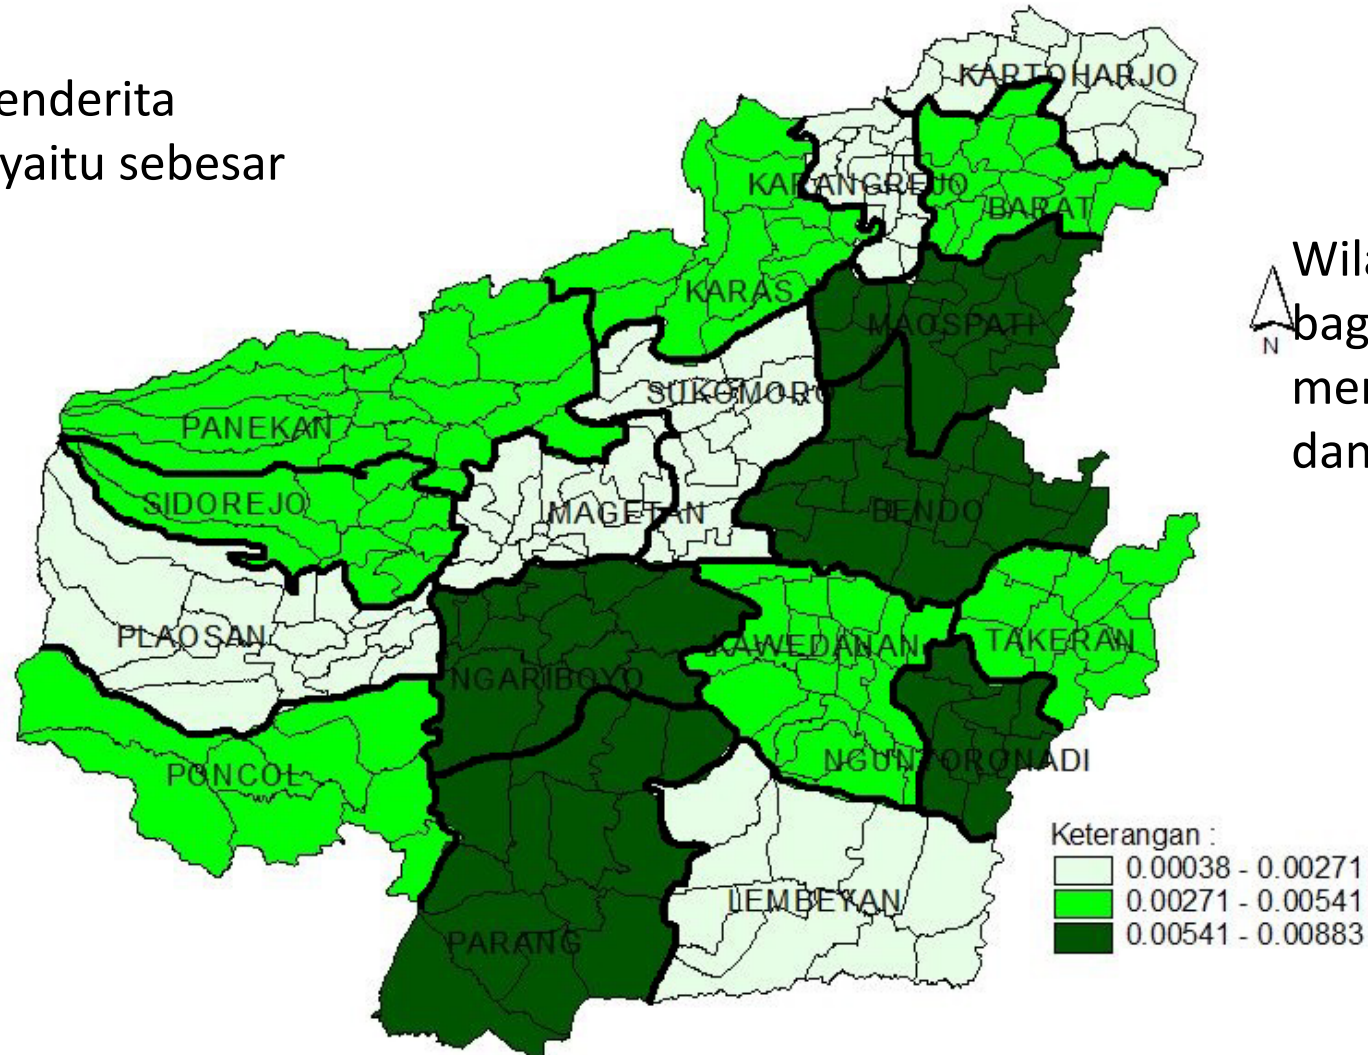 enderita
yaitu sebesar
KARTOHARJO
KARANGREJO
BARAT
Wila
bag
KARAS
MAOSPATI
N
mer
SUKOMORO
PANEKAN
dan
SIDOREJO
MAGETAN
BENDO
PLAOSAN
KAWEDANAN
TAKERAN
NGARIBOYO
PONCOL
NGUNTORONADI
LEMBEYAN
PARANG
Keterangan :
0.00038 - 0.00271
0.00271 - 0.00541
0.00541 - 0.00883